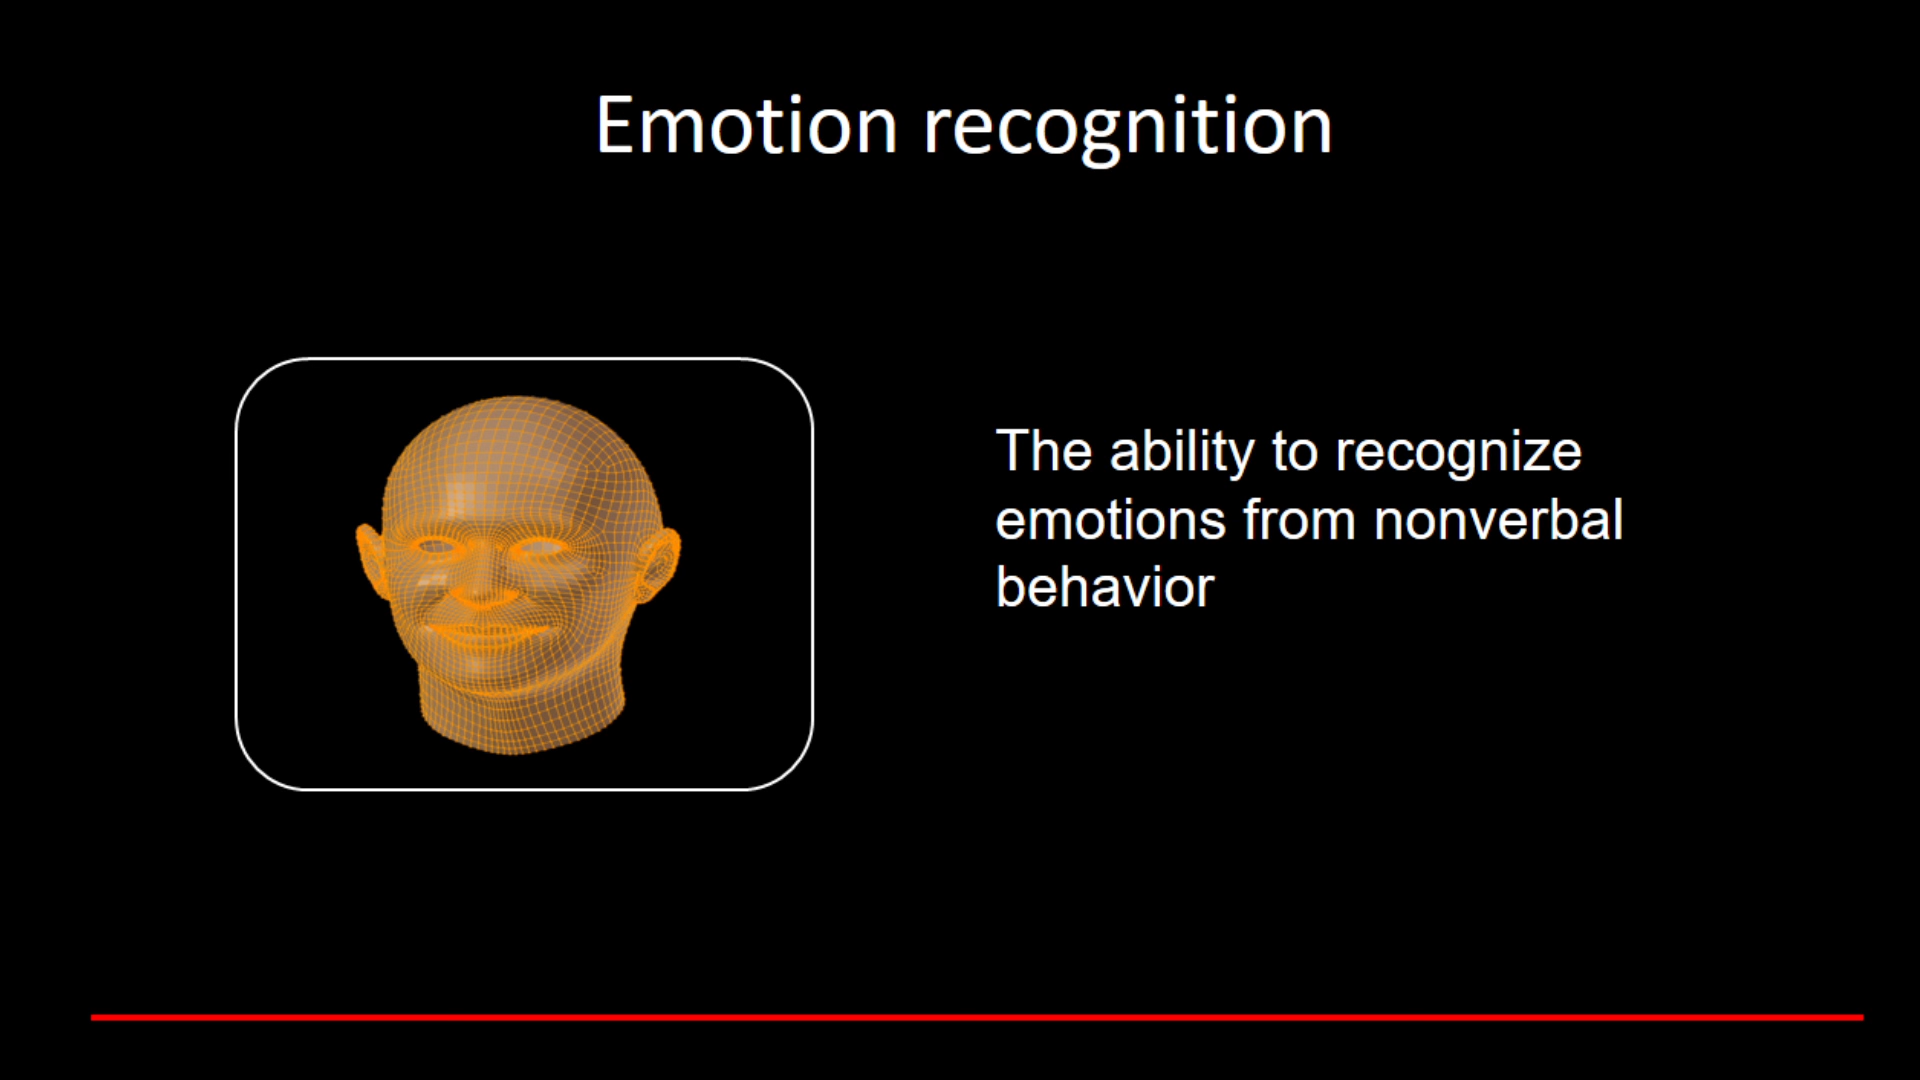 Emotion recognition
The ability to recognize
emotions from nonverbal
behavior